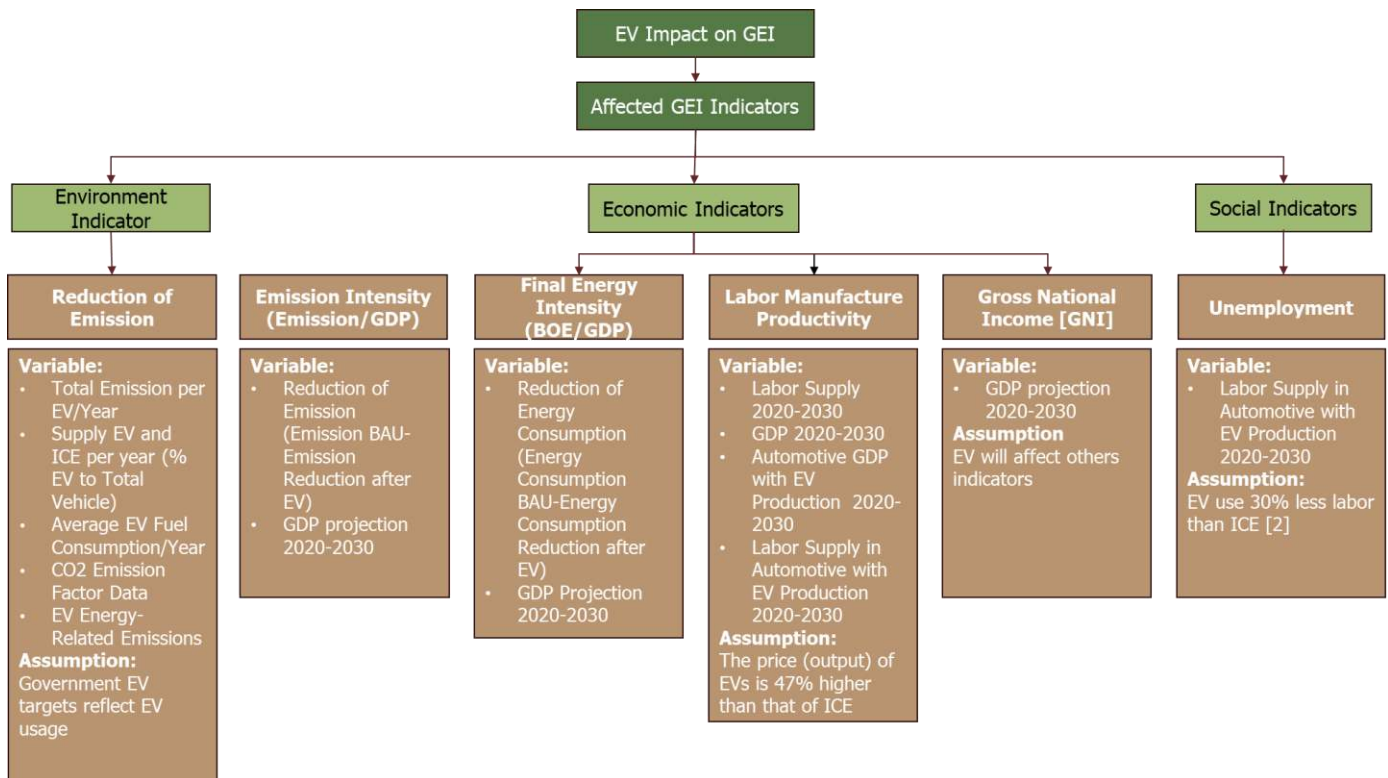 EV Impact on GEI
Affected GEI Indicators
Environment
Indicator
Economic Indicators
Social Indicators
Reduction of
Emission
Variable:
• Total Emission per
EV/Year
• Supply EV and
ICE per year (%
EV to Total
Vehicle)
• Average EV Fuel
Consumption/Year
• CO2 Emission
Factor Data
• EV Energy-
Related Emissions
Assumption:
Government EV
targets reflect EV
usage
Emission Intensity
(Emission/GDP)
Variable:
• Reduction of
Emission
(Emission BAU-
Emission
Reduction after
EV)
• GDP projection
2020-2030
Final Energy
Intensity
(BOE/GDP)
Variable:
• Reduction of
Energy
Consumption
(Energy
Consumption
BAU-Energy
Consumption
Reduction after
EV)
• GDP Projection
2020-2030
Labor Manufacture
Productivity
Variable:
• Labor Supply
2020-2030
• GDP 2020-2030
• Automotive GDP
with EV
Production 2020-
2030
• Labor Supply in
Automotive with
EV Production
2020-2030
Assumption:
The price (output) of
EVs is 47% higher
than that of ICE
Gross National
Income [GNI]
Variable:
• GDP projection
2020-2030
Assumption
EV will affect others
indicators
Unemployment
Variable:
• Labor Supply in
Automotive with
EV Production
2020-2030
Assumption:
EV use 30% less labor
than ICE [2]